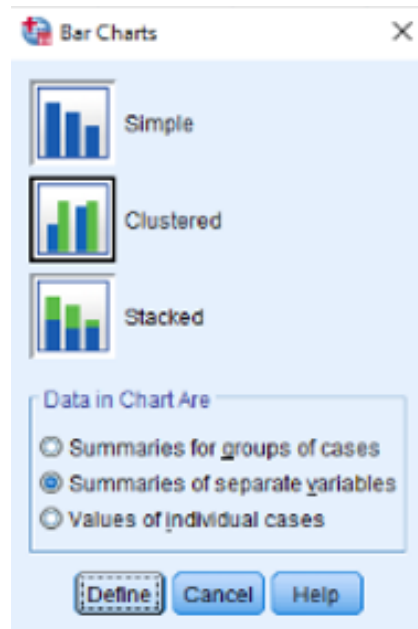 Bar Charts
Simple
Clustered
Stacked
Data in Chart Are
Summaries for groups of cases
Summaries of separate variables
Values of individual cases
Define Cancel Help